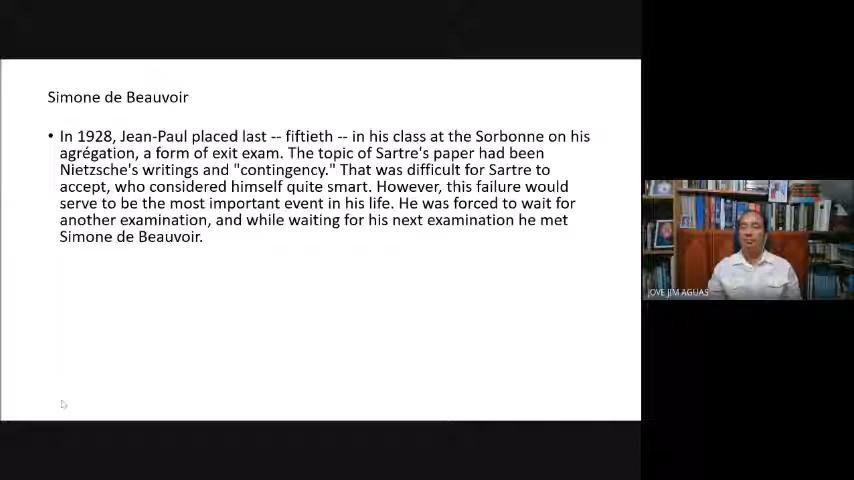 Simone de Beauvoir
• In 1928, Jean-Paul placed last -- fiftieth -- in his class at the Sorbonne on his
agrégation, a form of exit exam. The topic of Sartre's paper had been
Nietzsche's writings and "contingency." That was difficult for Sartre to
accept, who considered himself quite smart. However, this failure would
serve to be the most important event in his life. He was forced to wait for
another examination, and while waiting for his next examination he met
Simone de Beauvoir.
JOVE JIM AGUAS